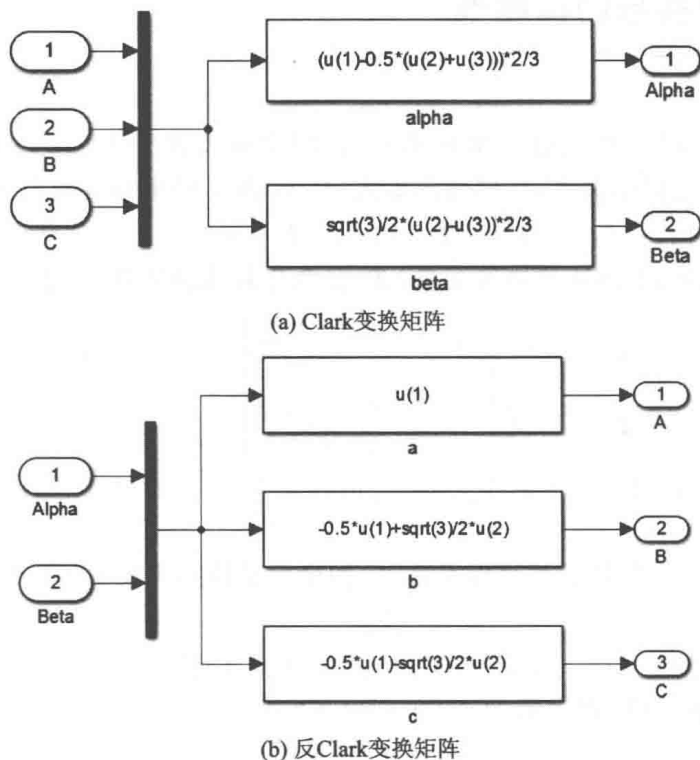 1
A
2
B
3
C
(u(1)-0.5*(u(2)+u(3)))*2/3
alpha
1
Alpha
sqrt(3)/2*(u(2)-u(3))*2/3
beta
2
Beta
(a) Clark变换矩阵
1
Alpha
2
Beta
u(1)
a
1
A
-0.5*u(1)+sqrt(3)/2*u(2)
b
2
B
-0.5*u(1)-sqrt(3)/2*u(2)
c
3
C
(b) 反Clark变换矩阵